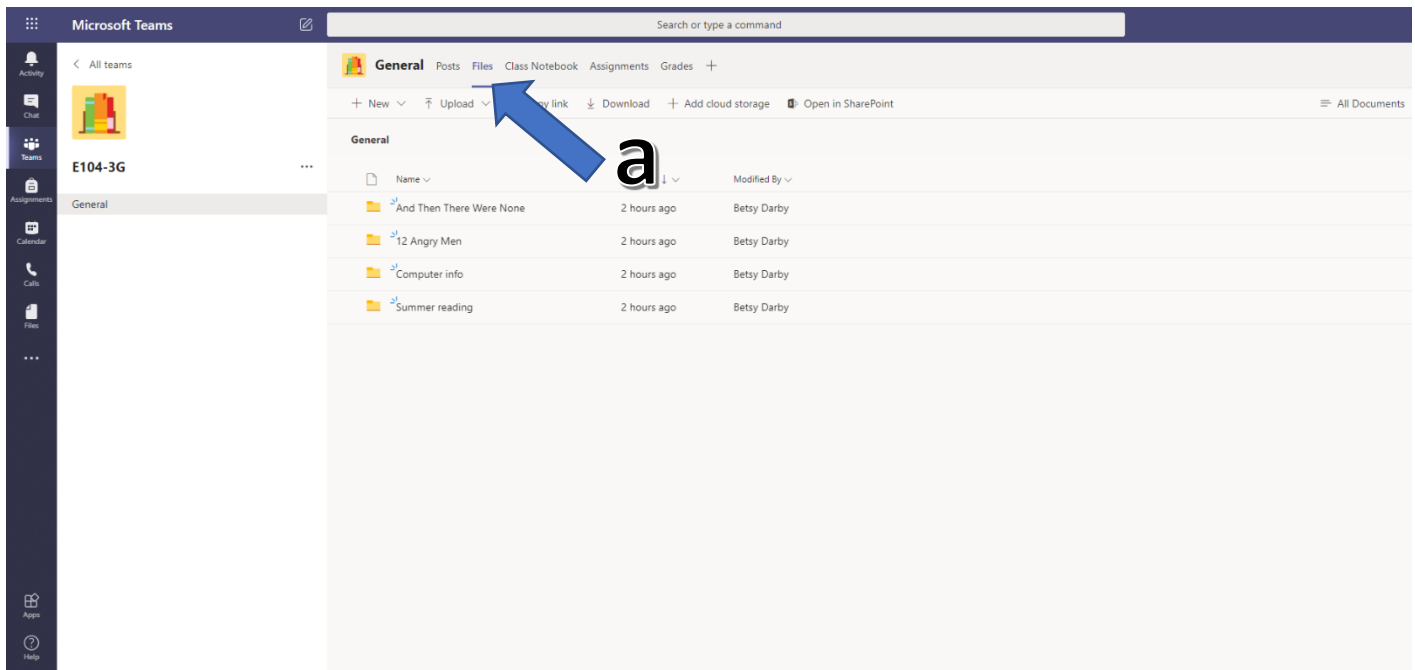 Microsoft Teams
Search or type a command
Activity
Chat
Teams
Assignments
Calendar
Calls
Files
Apps
Help
All teams
E104-3G
General
General Posts Files Class Notebook Assignments Grades
New Upload link Download Add cloud storage Open in SharePoint All Documents
General
a
Name Modified By
And Then There Were None 2 hours ago Betsy Darby
12 Angry Men 2 hours ago Betsy Darby
Computer info 2 hours ago Betsy Darby
Summer reading 2 hours ago Betsy Darby